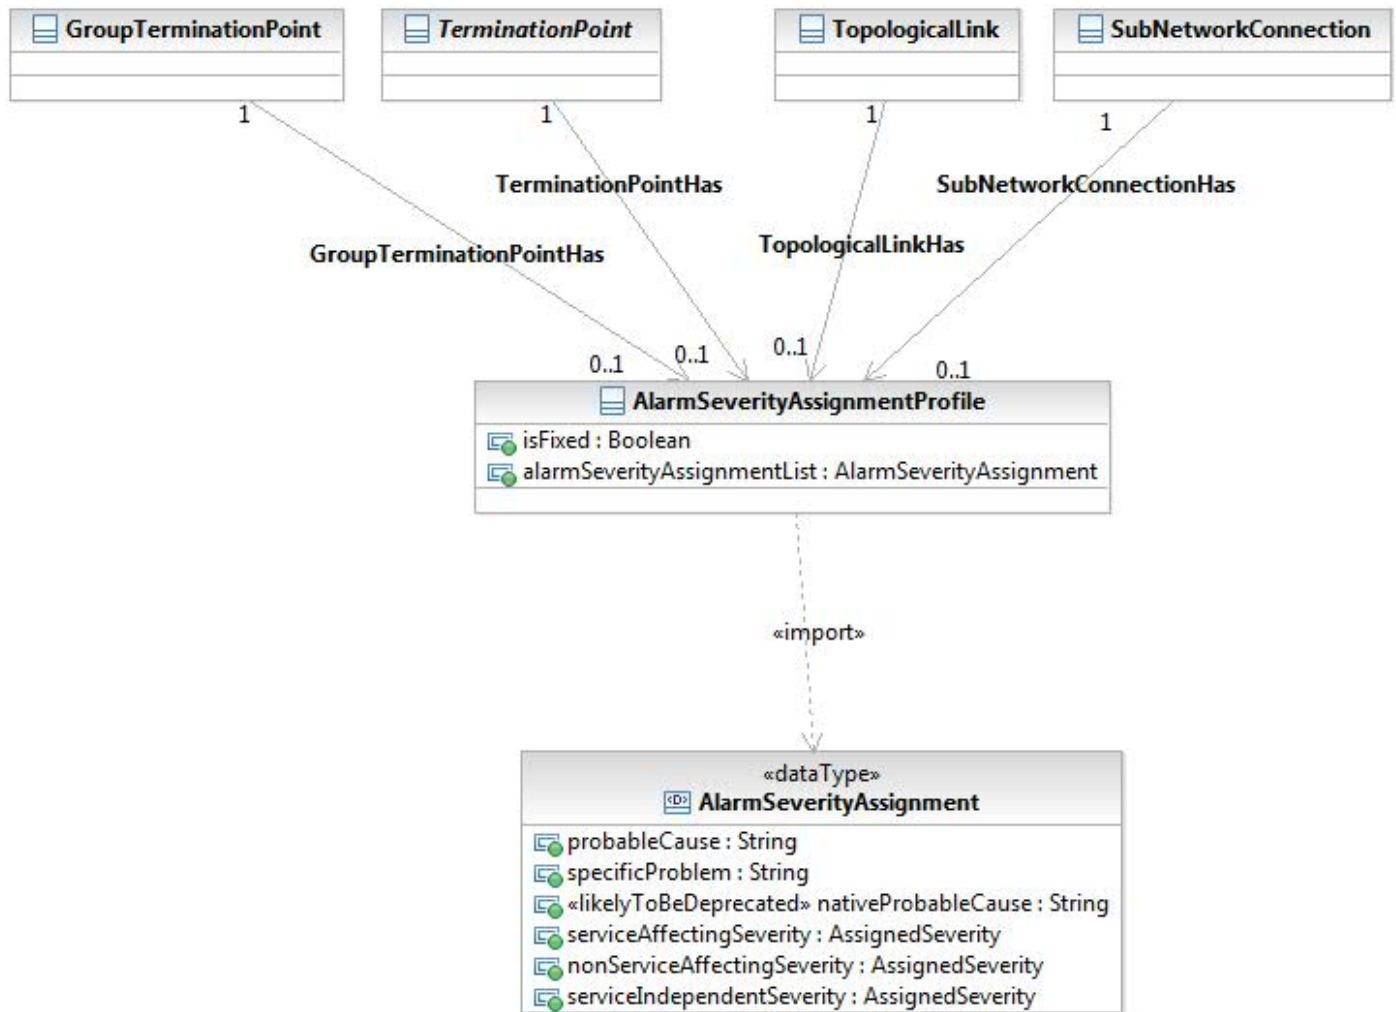 GroupTerminationPoint
TerminationPoint
TopologicalLink
SubNetworkConnection
1
1
1
1
TerminationPointHas
SubNetworkConnectionHas
TopologicalLinkHas
GroupTerminationPointHas
0..1
0..1
0..1
0..1
AlarmSeverityAssignmentProfile
isFixed : Boolean
alarmSeverityAssignmentList : AlarmSeverityAssignment
«import»
«dataType»
<D> AlarmSeverityAssignment
probableCause : String
specificProblem : String
«likelyToBeDeprecated» nativeProbableCause : String
serviceAffectingSeverity : AssignedSeverity
nonServiceAffectingSeverity : AssignedSeverity
serviceIndependentSeverity : AssignedSeverity